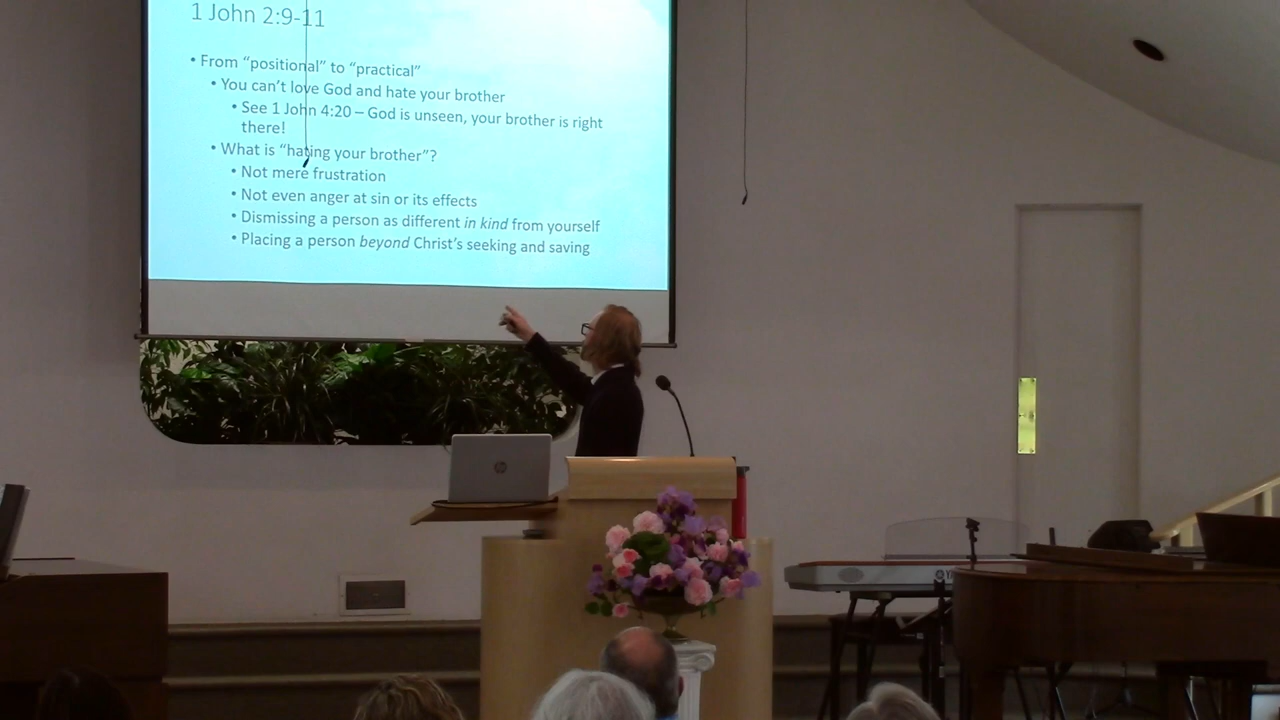 1 John 2:9-11
• From “positional” to “practical”
• You can’t love God and hate your brother
• See 1 John 4:20 – God is unseen, your brother is right
there!
• What is “hating your brother”?
• Not mere frustration
• Not even anger at sin or its effects
• Dismissing a person as different in kind from yourself
• Placing a person beyond Christ’s seeking and saving
hp